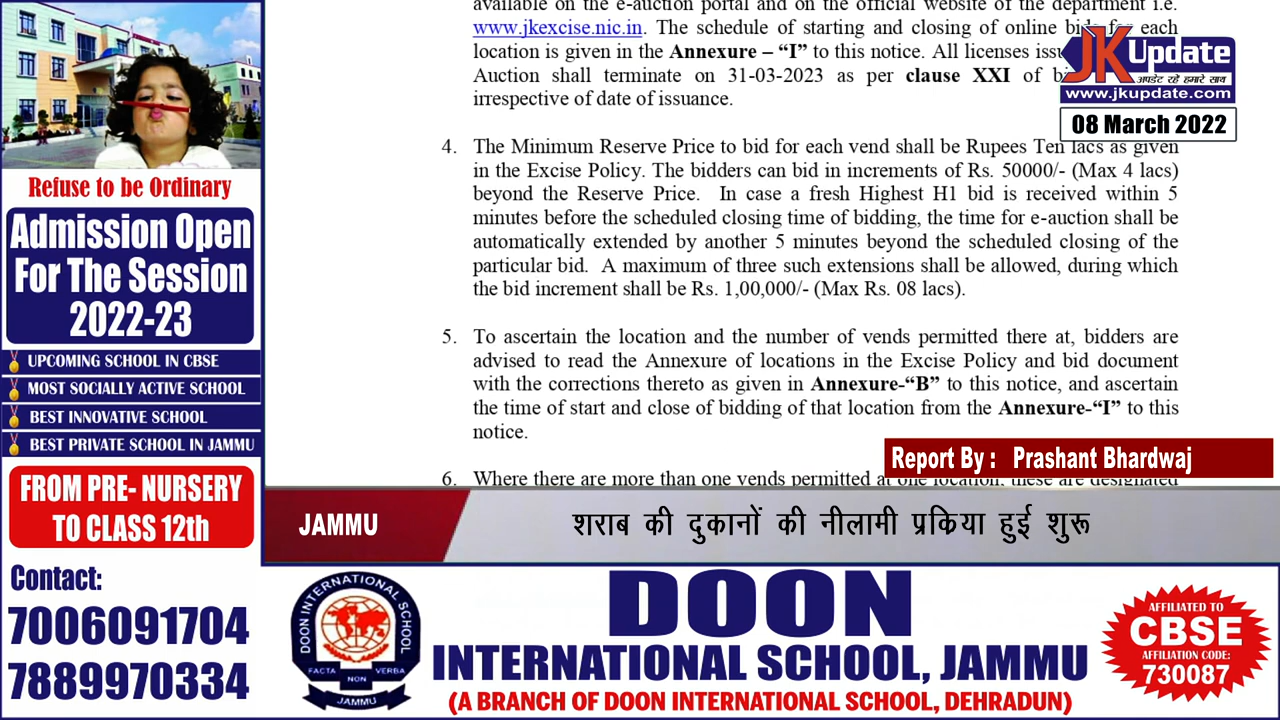 available on the e-auction portal and on the official website of the department i.e.
www.jkexcise.nic.in. The schedule of starting and closing of online bids for each
location is given in the Annexure – “I” to this notice. All licenses
Auction shall terminate on 31-03-2023 as per clause XXI of
irrespective of date of issuance.
4. The Minimum Reserve Price to bid for each vend shall be Rupees Ten lacs as given
in the Excise Policy. The bidders can bid in increments of Rs. 50000/- (Max 4 lacs)
beyond the Reserve Price. In case a fresh Highest H1 bid is received within 5
minutes before the scheduled closing time of bidding, the time for e-auction shall be
automatically extended by another 5 minutes beyond the scheduled closing of the
particular bid. A maximum of three such extensions shall be allowed, during which
the bid increment shall be Rs. 1,00,000/- (Max Rs. 08 lacs).
5. To ascertain the location and the number of vends permitted there at, bidders are
advised to read the Annexure of locations in the Excise Policy and bid document
with the corrections thereto as given in Annexure-“B” to this notice, and ascertain
the time of start and close of bidding of that location from the Annexure-“I” to this
notice.
6. Where there are more than one vends permitted at one location, these are designated
JK Update
अपडेट रहे हमारे साथ
www.jkupdate.com
08 March 2022
Refuse to be Ordinary
Admission Open
For The Session
2022-23
UPCOMING SCHOOL IN CBSE
MOST SOCIALLY ACTIVE SCHOOL
BEST INNOVATIVE SCHOOL
BEST PRIVATE SCHOOL IN JAMMU
FROM PRE- NURSERY
TO CLASS 12th
Contact:
7006091704
7889970334
Report By : Prashant Bhardwaj
JAMMU
शराब की दुकानों की नीलामी प्रक्रिया हुई शुरू
DOON INTERNATIONAL SCHOOL
FACTA NON VERBA
JAMMU
DOON
INTERNATIONAL SCHOOL, JAMMU
(A BRANCH OF DOON INTERNATIONAL SCHOOL, DEHRADUN)
AFFILIATED TO
CBSE
AFFILIATION CODE:
730087